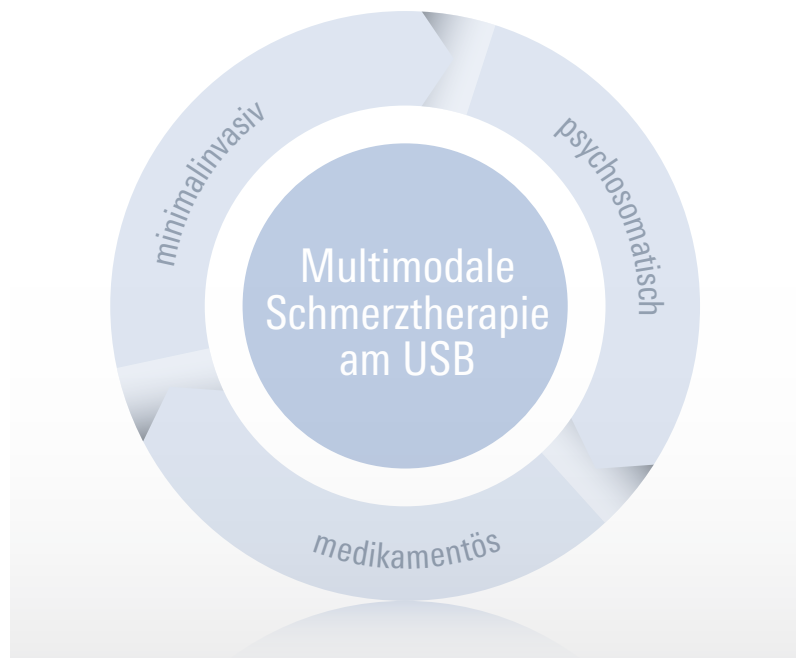 minimalinvasiv
psychosomatisch
Multimodale
Schmerztherapie
am USB
medikamentös